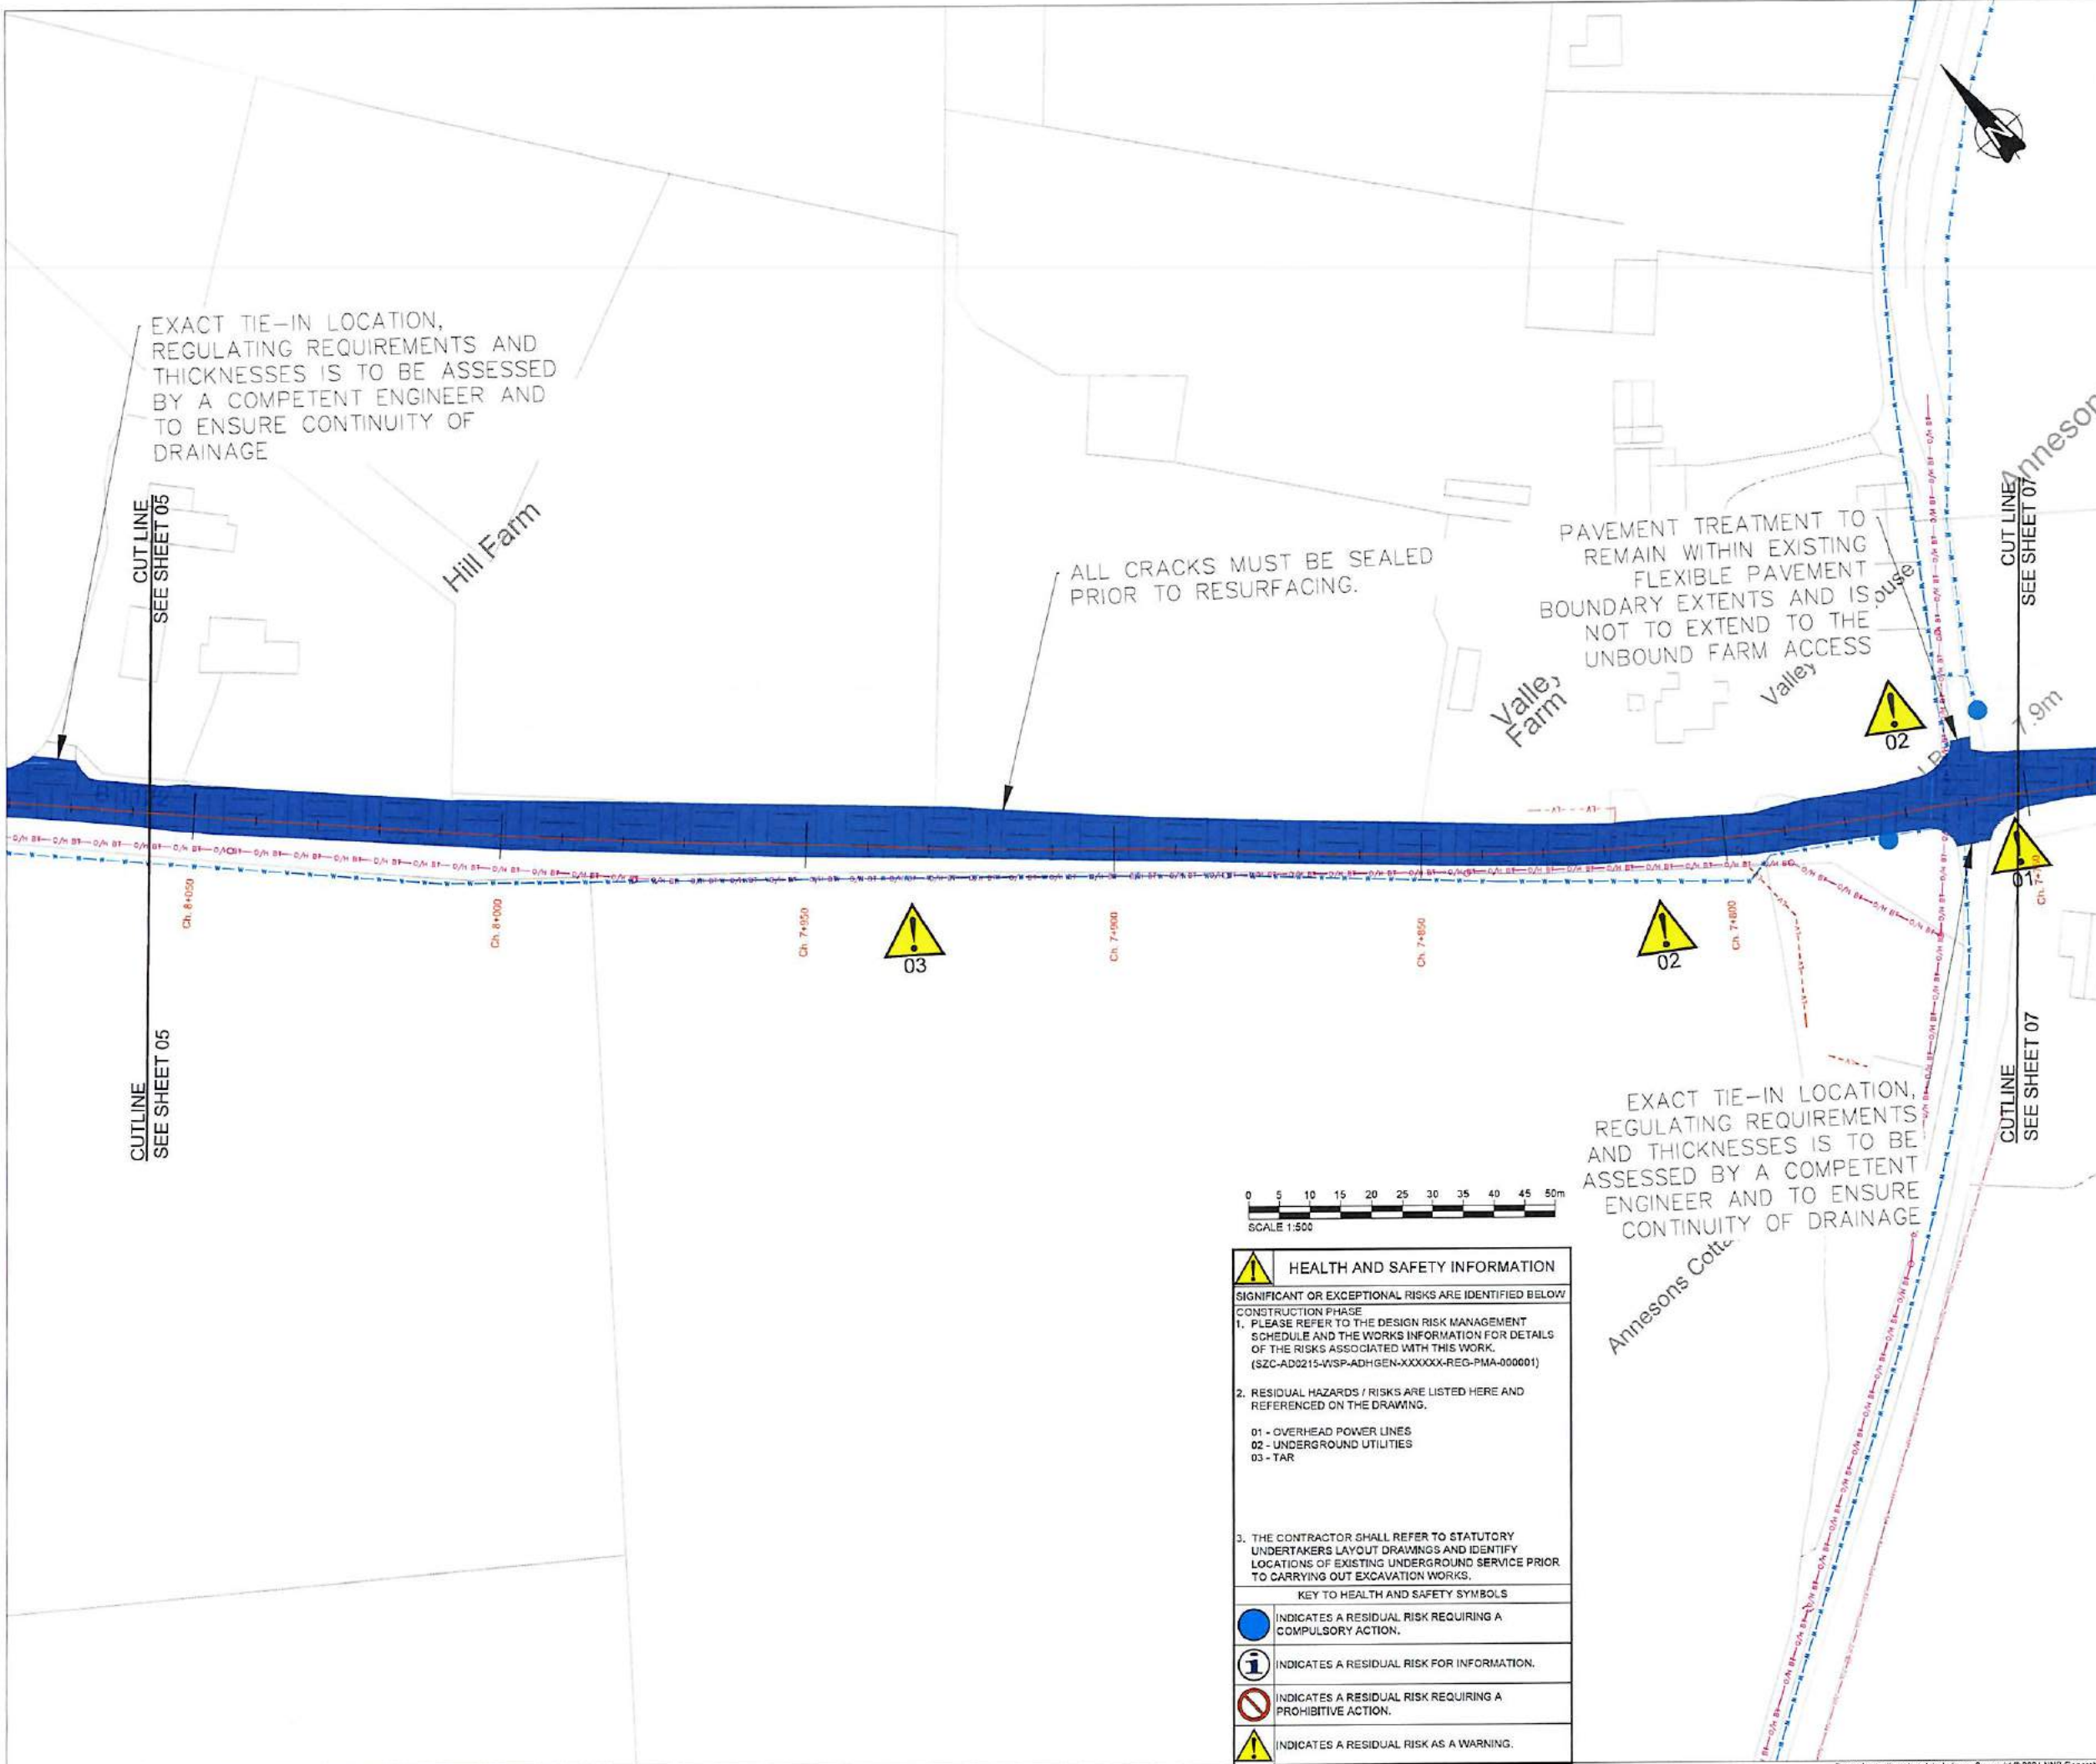 EXACT TIE-IN LOCATION,
REGULATING REQUIREMENTS AND
THICKNESSES IS TO BE ASSESSED
BY A COMPETENT ENGINEER AND
TO ENSURE CONTINUITY OF
DRAINAGE
CUT LINE
SEE SHEET 05
Hill Farm
ALL CRACKS MUST BE SEALED
PRIOR TO RESURFACING.
PAVEMENT TREATMENT TO
REMAIN WITHIN EXISTING
FLEXIBLE PAVEMENT
BOUNDARY EXTENTS AND IS
NOT TO EXTEND TO THE
UNBOUND FARM ACCESS
Valley
Farm
Valley
CUT LINE
SEE SHEET 07
N
02
7.9m
01
03
02
Ch. 8+050
Ch. 8+000
Ch. 7+950
Ch. 7+900
Ch. 7+850
Ch. 7+800
CUTLINE
SEE SHEET 05
CUTLINE
SEE SHEET 07
EXACT TIE-IN LOCATION,
REGULATING REQUIREMENTS
AND THICKNESSES IS TO BE
ASSESSED BY A COMPETENT
ENGINEER AND TO ENSURE
CONTINUITY OF DRAINAGE
Annesons
0 5 10 15 20 25 30 35 40 45 50m
SCALE 1:500
HEALTH AND SAFETY INFORMATION
SIGNIFICANT OR EXCEPTIONAL RISKS ARE IDENTIFIED BELOW
CONSTRUCTION PHASE
1. PLEASE REFER TO THE DESIGN RISK MANAGEMENT
SCHEDULE AND THE WORKS INFORMATION FOR DETAILS
OF THE RISKS ASSOCIATED WITH THIS WORK.
(SZC-AD0215-WSP-ADHGEN-XXXXXX-REG-PMA-000001)
2. RESIDUAL HAZARDS / RISKS ARE LISTED HERE AND
REFERENCED ON THE DRAWING.
01 - OVERHEAD POWER LINES
02 - UNDERGROUND UTILITIES
03 - TAR
3. THE CONTRACTOR SHALL REFER TO STATUTORY
UNDERTAKERS LAYOUT DRAWINGS AND IDENTIFY
LOCATIONS OF EXISTING UNDERGROUND SERVICE PRIOR
TO CARRYING OUT EXCAVATION WORKS.
KEY TO HEALTH AND SAFETY SYMBOLS
INDICATES A RESIDUAL RISK REQUIRING A
COMPULSORY ACTION.
INDICATES A RESIDUAL RISK FOR INFORMATION.
INDICATES A RESIDUAL RISK REQUIRING A
PROHIBITIVE ACTION.
INDICATES A RESIDUAL RISK AS A WARNING.